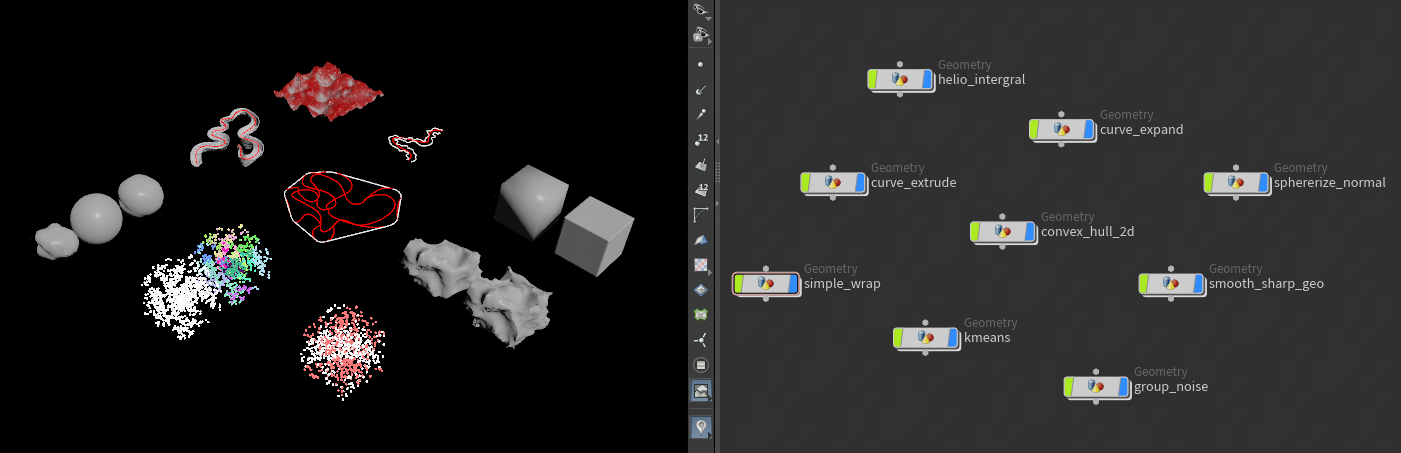 12
12
Geometry
helio_intergral
Geometry
curve_expand
Geometry
curve_extrude
Geometry
sphererize_normal
Geometry
convex_hull_2d
Geometry
simple_wrap
Geometry
smooth_sharp_geo
Geometry
kmeans
Geometry
group_noise